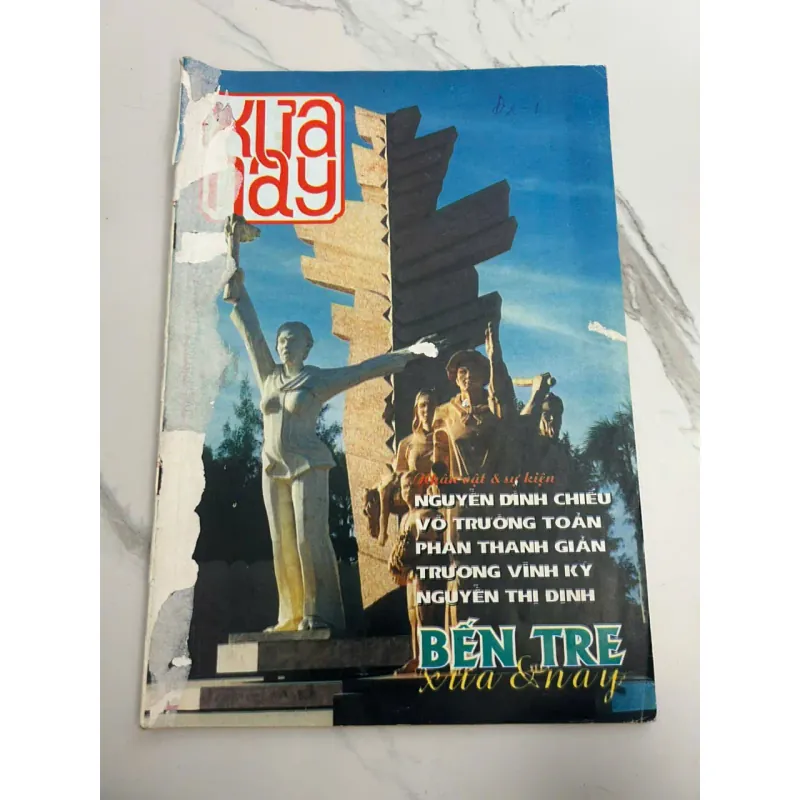 Xưa
Nay
Nhân vật & sự kiện
NGUYỄN ĐÌNH CHIỂU
VÕ TRƯỜNG TOẢN
PHAN THANH GIẢN
TRƯƠNG VĨNH KÝ
NGUYỄN THỊ ĐỊNH
BẾN TRE
xưa & nay